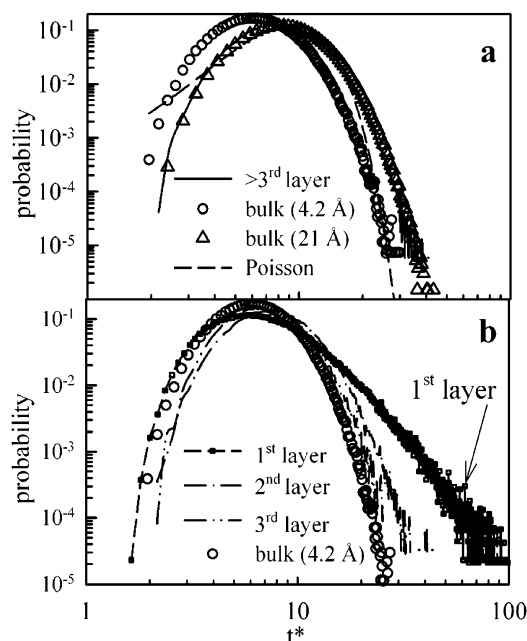 10⁻¹
10⁻²
10⁻³
10⁻⁴
10⁻⁵
probability
a
>3rd layer
bulk (4.2 Å)
bulk (21 Å)
Poisson
10⁻¹
10⁻²
10⁻³
10⁻⁴
10⁻⁵
probability
b
1st layer
1st layer
2nd layer
3rd layer
bulk (4.2 Å)
1 10 100
t*